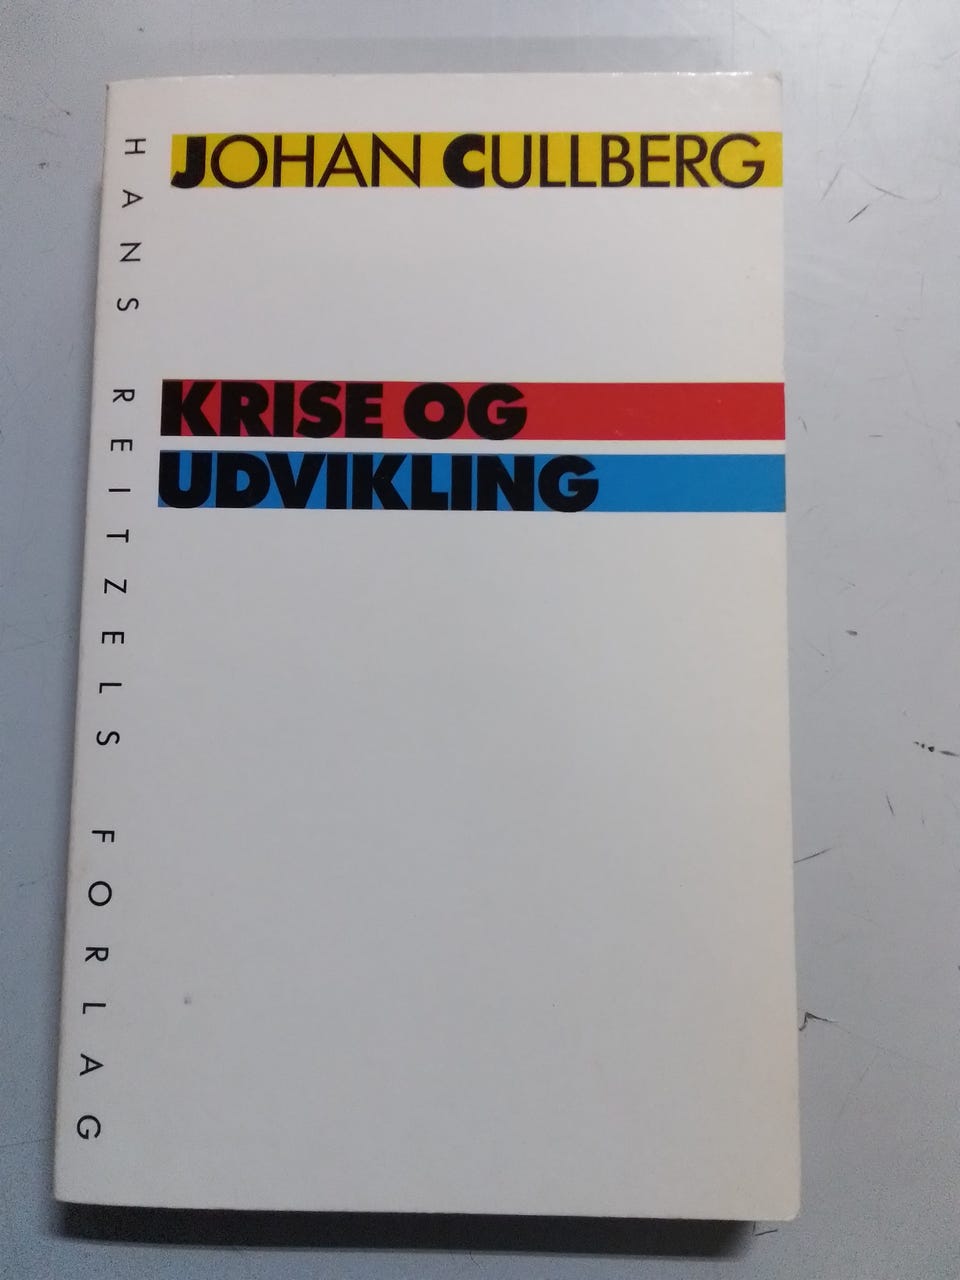 JOHAN CULLBERG
KRISE OG
UDVIKLING
HANS REITZELS FORLAG